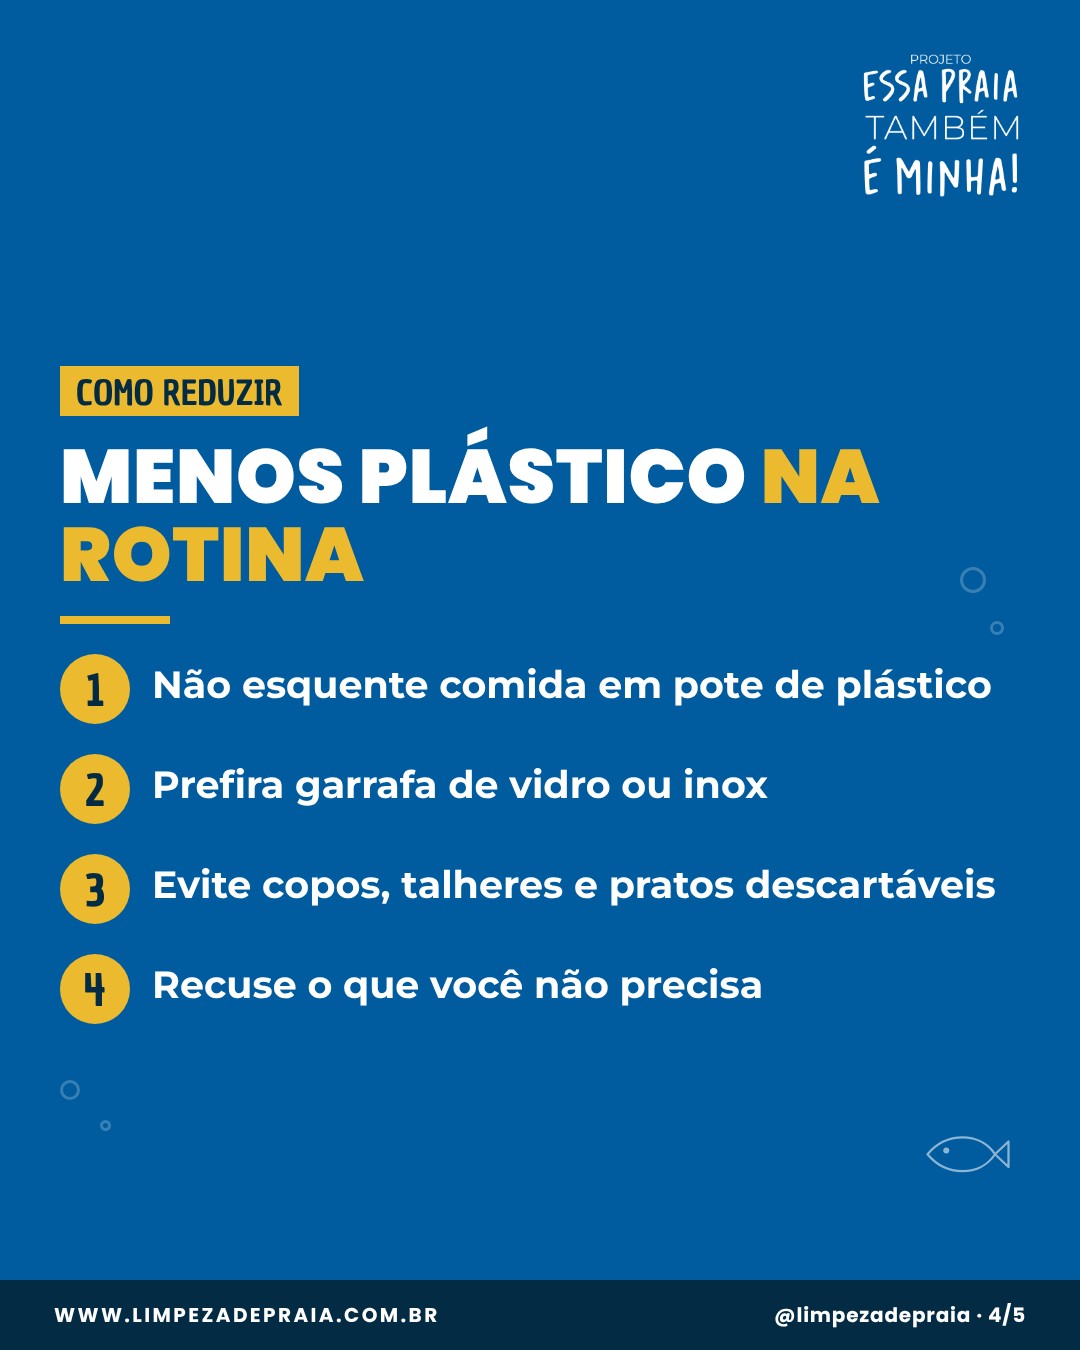 PROJETO
ESSA PRAIA
TAMBÉM
É MINHA!
COMO REDUZIR
MENOS PLÁSTICO NA
ROTINA
1 Não esquente comida em pote de plástico
2 Prefira garrafa de vidro ou inox
3 Evite copos, talheres e pratos descartáveis
4 Recuse o que você não precisa
WWW.LIMPEZADEPRAIA.COM.BR
@limpezadepraia · 4/5